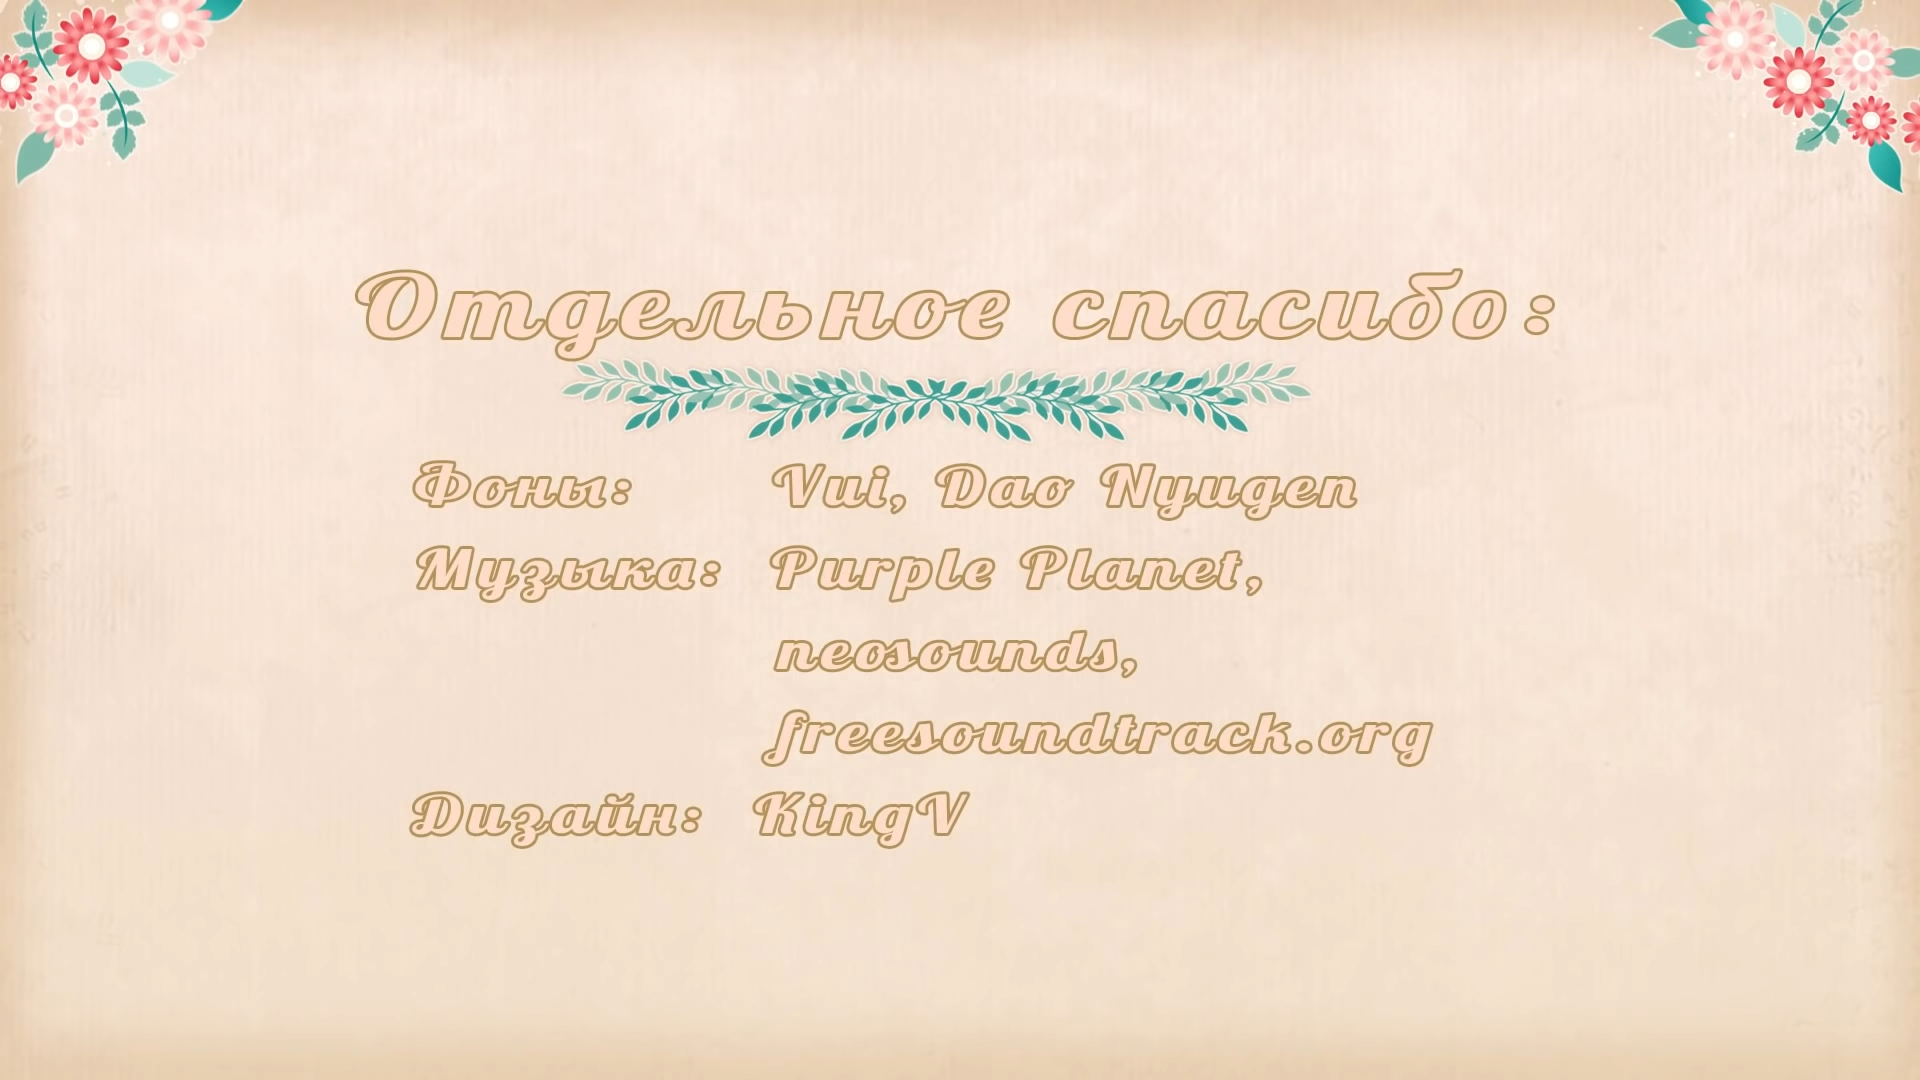 Отдельное спасибо:
Фоны: Vui, Dao Nyugen
Музыка: Purple Planet,
neosounds,
freesoundtrack.org
Дизайн: KingV